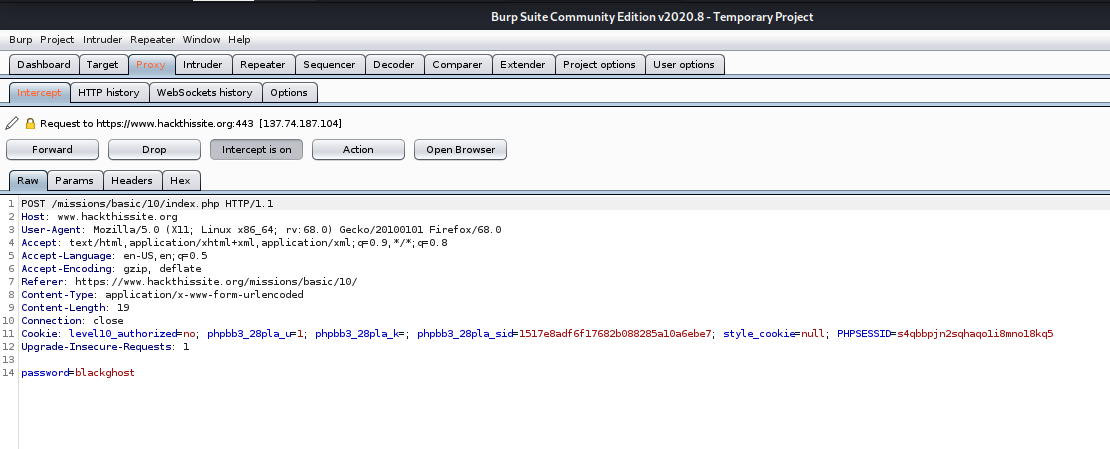 Burp Suite Community Edition v2020.8 - Temporary Project
Burp Project Intruder Repeater Window Help
Dashboard Target Proxy Intruder Repeater Sequencer Decoder Comparer Extender Project options User options
Intercept HTTP history WebSockets history Options
Request to https://www.hackthissite.org:443 [137.74.187.104]
Forward Drop Intercept is on Action Open Browser
Raw Params Headers Hex
1 POST /missions/basic/10/index.php HTTP/1.1
2 Host: www.hackthissite.org
3 User-Agent: Mozilla/5.0 (X11; Linux x86_64; rv:68.0) Gecko/20100101 Firefox/68.0
4 Accept: text/html,application/xhtml+xml,application/xml;q=0.9,*/*;q=0.8
5 Accept-Language: en-US,en;q=0.5
6 Accept-Encoding: gzip, deflate
7 Referer: https://www.hackthissite.org/missions/basic/10/
8 Content-Type: application/x-www-form-urlencoded
9 Content-Length: 19
10 Connection: close
11 Cookie: level10_authorized=no; phpbb3_28pla_u=1; phpbb3_28pla_k=; phpbb3_28pla_sid=1517e8adf6f17682b088285a10a6ebe7; style_cookie=null; PHPSESSID=s4qbbpjn2sqhaqo1i8mno18kq5
12 Upgrade-Insecure-Requests: 1
13
14 password=blackghost